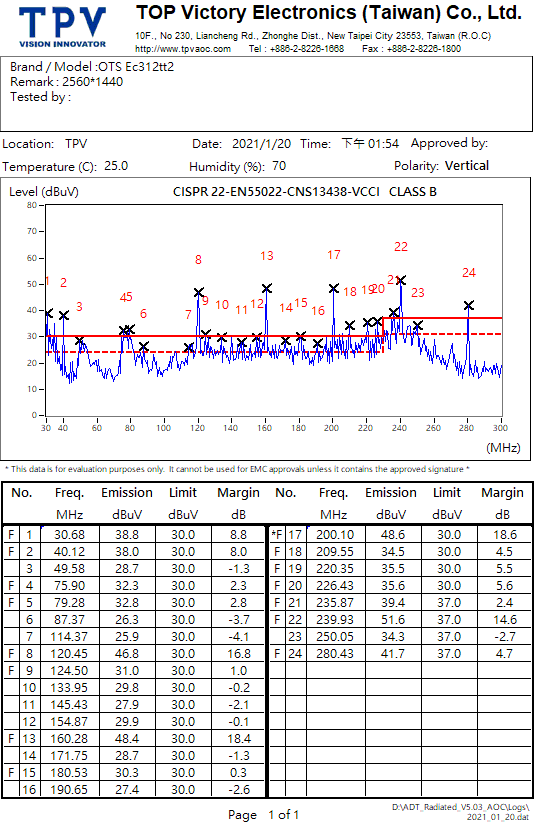 TPV
VISION INNOVATOR
TOP Victory Electronics (Taiwan) Co., Ltd.
10F., No 230, Liancheng Rd., Zhonghe Dist., New Taipei City 23553, Taiwan (R.O.C)
http://www.tpvaoc.com Tel : +886-2-8226-1668 Fax : +886-2-8226-1800
Brand / Model :OTS Ec312tt2
Remark : 2560*1440
Tested by :
Location: TPV Date: 2021/1/20 Time: 下午 01:54 Approved by:
Temperature (C): 25.0 Humidity (%): 70 Polarity: Vertical
Level (dBuV) CISPR 22-EN55022-CNS13438-VCCI CLASS B
80
70
60
50
40
30
20
10
0
1 2 3 45 6 7 8 9 10 11 12 13 14 15 16 17 18 19 20 2 22 23 24
30 40 60 80 100 120 140 160 180 200 220 240 260 280 300
(MHz)
* This data is for evaluation purposes only. It cannot be used for EMC approvals unless it contains the approved signature *
No. Freq. Emission Limit Margin No. Freq. Emission Limit Margin
MHz dBuV dBuV dB MHz dBuV dBuV dB
F 1 30.68 38.8 30.0 8.8 *F 17 200.10 48.6 30.0 18.6
F 2 40.12 38.0 30.0 8.0 F 18 209.55 34.5 30.0 4.5
3 49.58 28.7 30.0 -1.3 F 19 220.35 35.5 30.0 5.5
F 4 75.90 32.3 30.0 2.3 F 20 226.43 35.6 30.0 5.6
F 5 79.28 32.8 30.0 2.8 F 21 235.87 39.4 37.0 2.4
6 87.37 26.3 30.0 -3.7 F 22 239.93 51.6 37.0 14.6
7 114.37 25.9 30.0 -4.1 23 250.05 34.3 37.0 -2.7
F 8 120.45 46.8 30.0 16.8 F 24 280.43 41.7 37.0 4.7
F 9 124.50 31.0 30.0 1.0
10 133.95 29.8 30.0 -0.2
11 145.43 27.9 30.0 -2.1
12 154.87 29.9 30.0 -0.1
F 13 160.28 48.4 30.0 18.4
14 171.75 28.7 30.0 -1.3
F 15 180.53 30.3 30.0 0.3
16 190.65 27.4 30.0 -2.6
Page 1 of 1
D:\ADT_Radiated_V5.03_AOC\Logs\
2021_01_20.dat